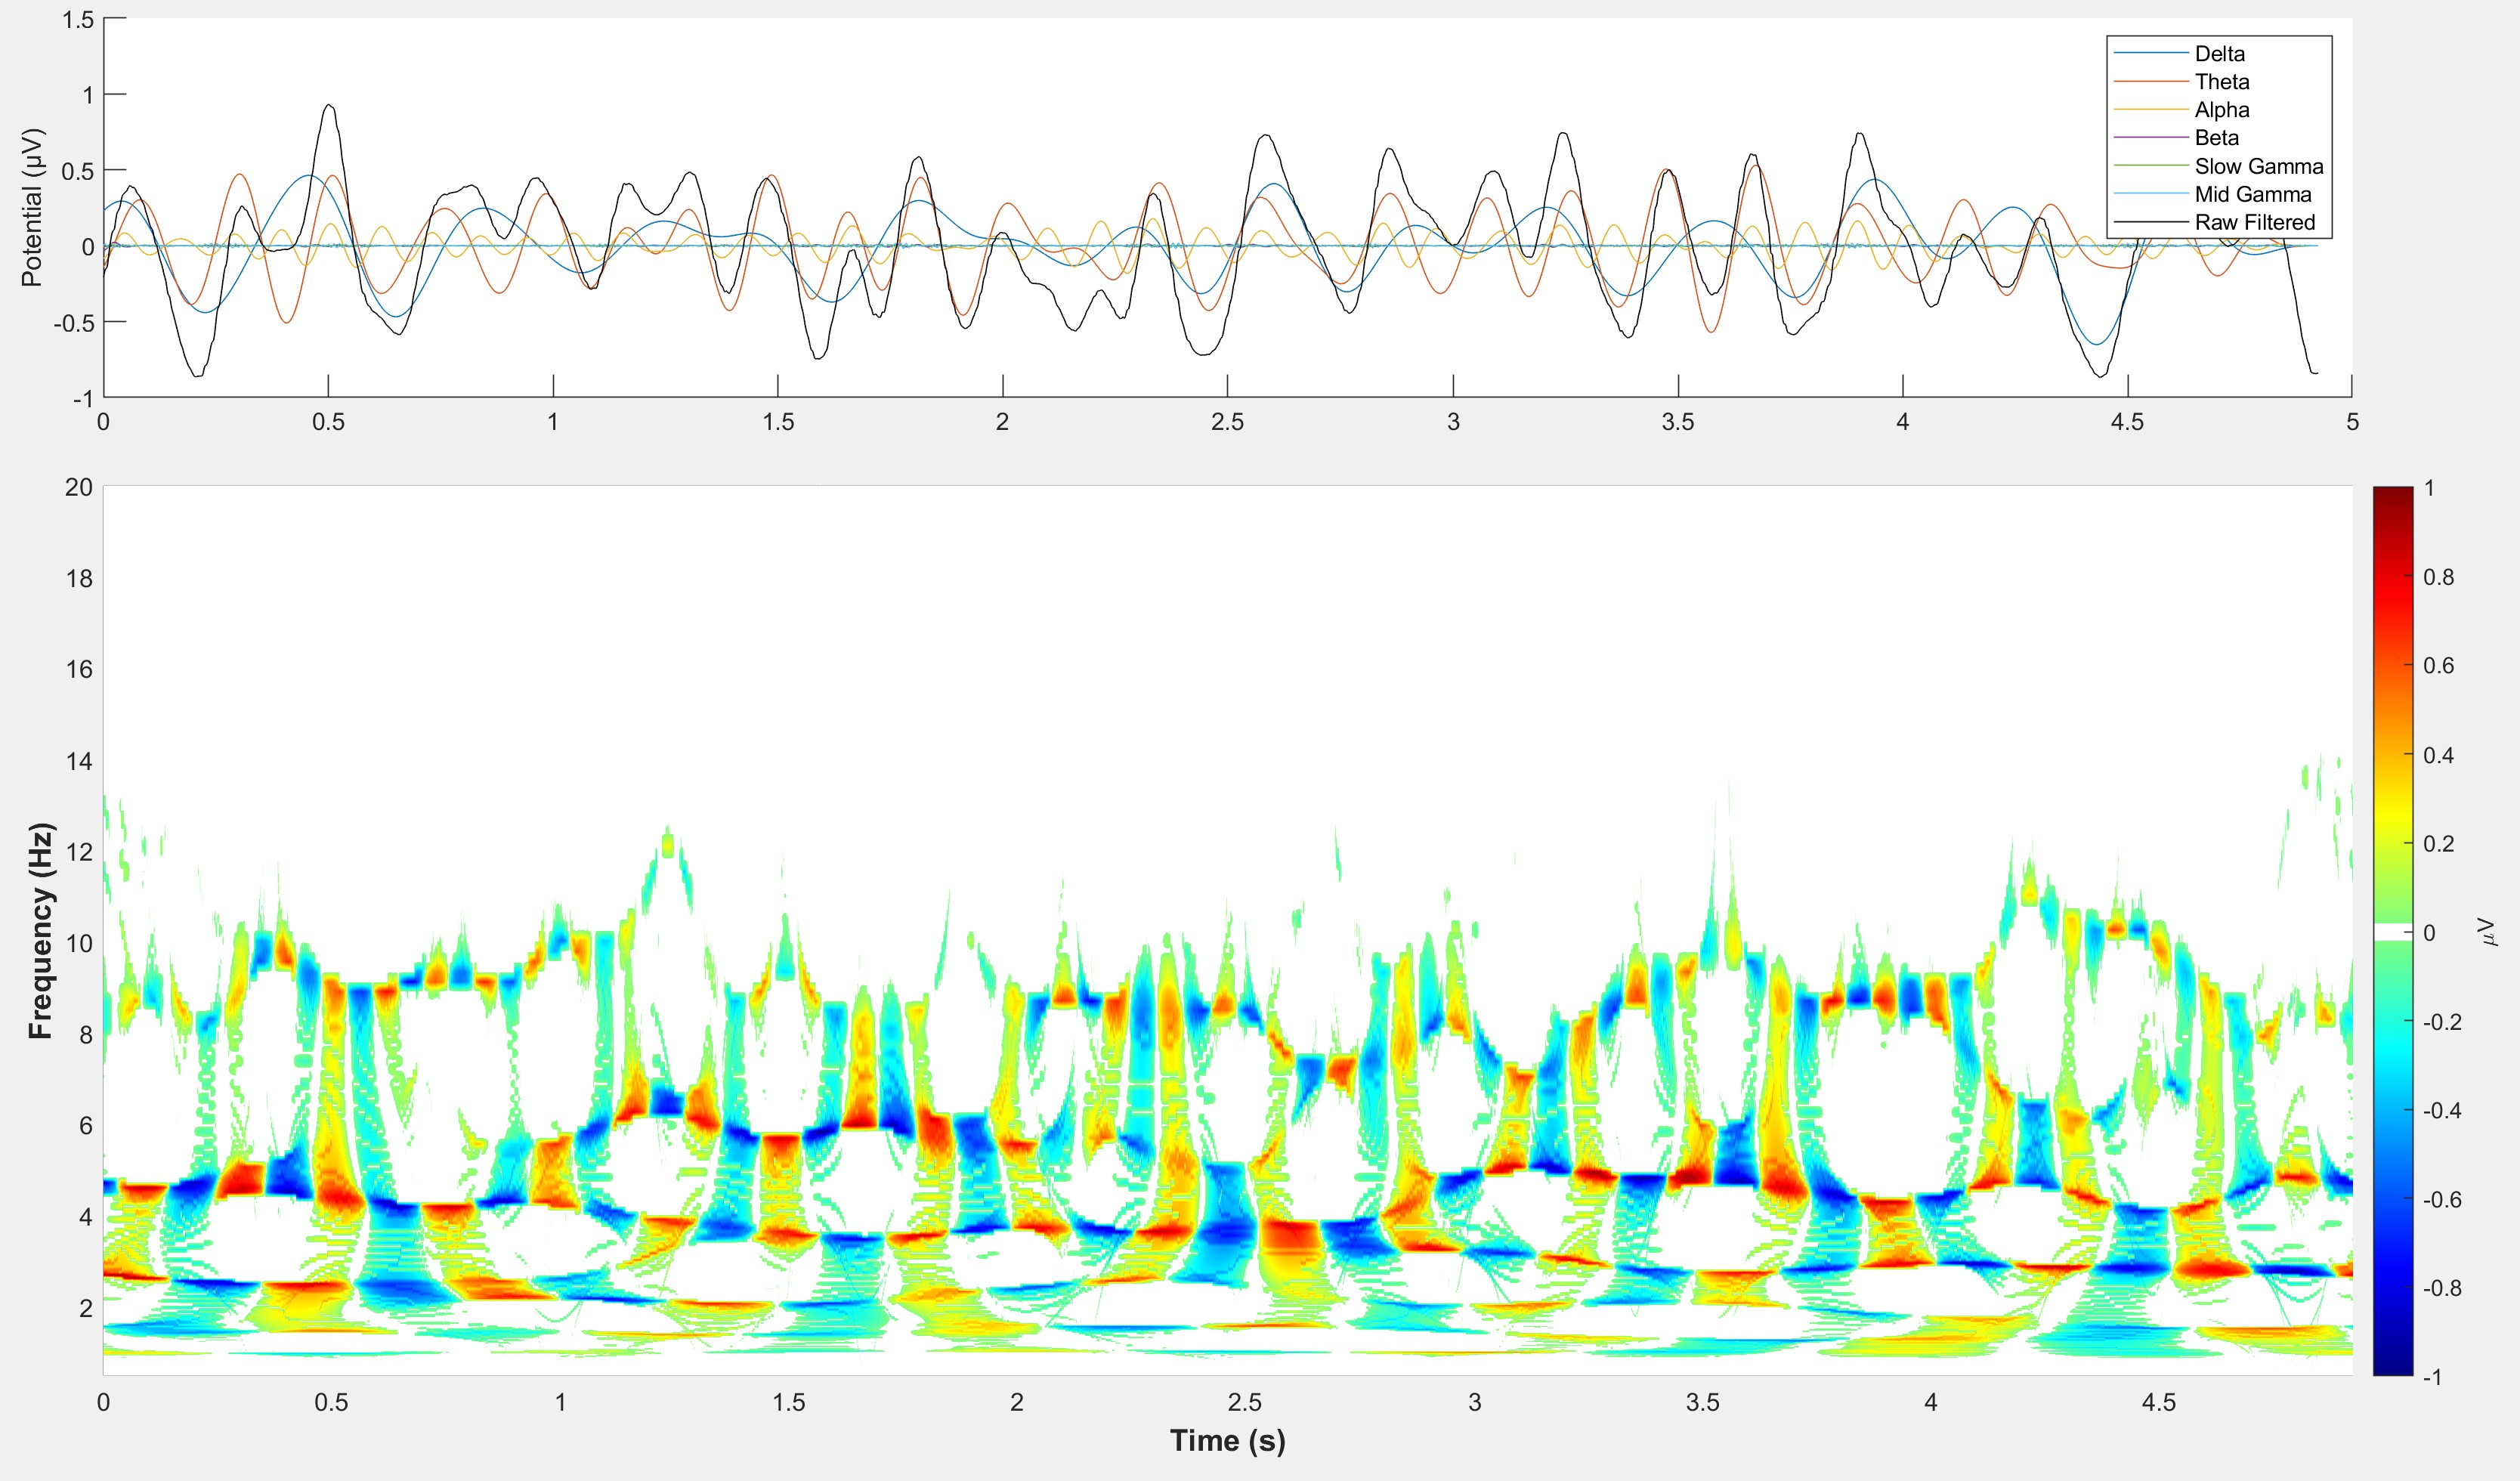 1.5
1
0.5
0
-0.5
-1
Potential (µV)
0 0.5 1 1.5 2 2.5 3 3.5 4 4.5 5
Delta
Theta
Alpha
Beta
Slow Gamma
Mid Gamma
Raw Filtered
20
18
16
14
12
10
8
6
4
2
Frequency (Hz)
0 0.5 1 1.5 2 2.5 3 3.5 4 4.5
Time (s)
1
0.8
0.6
0.4
0.2
0
-0.2
-0.4
-0.6
-0.8
-1
µV